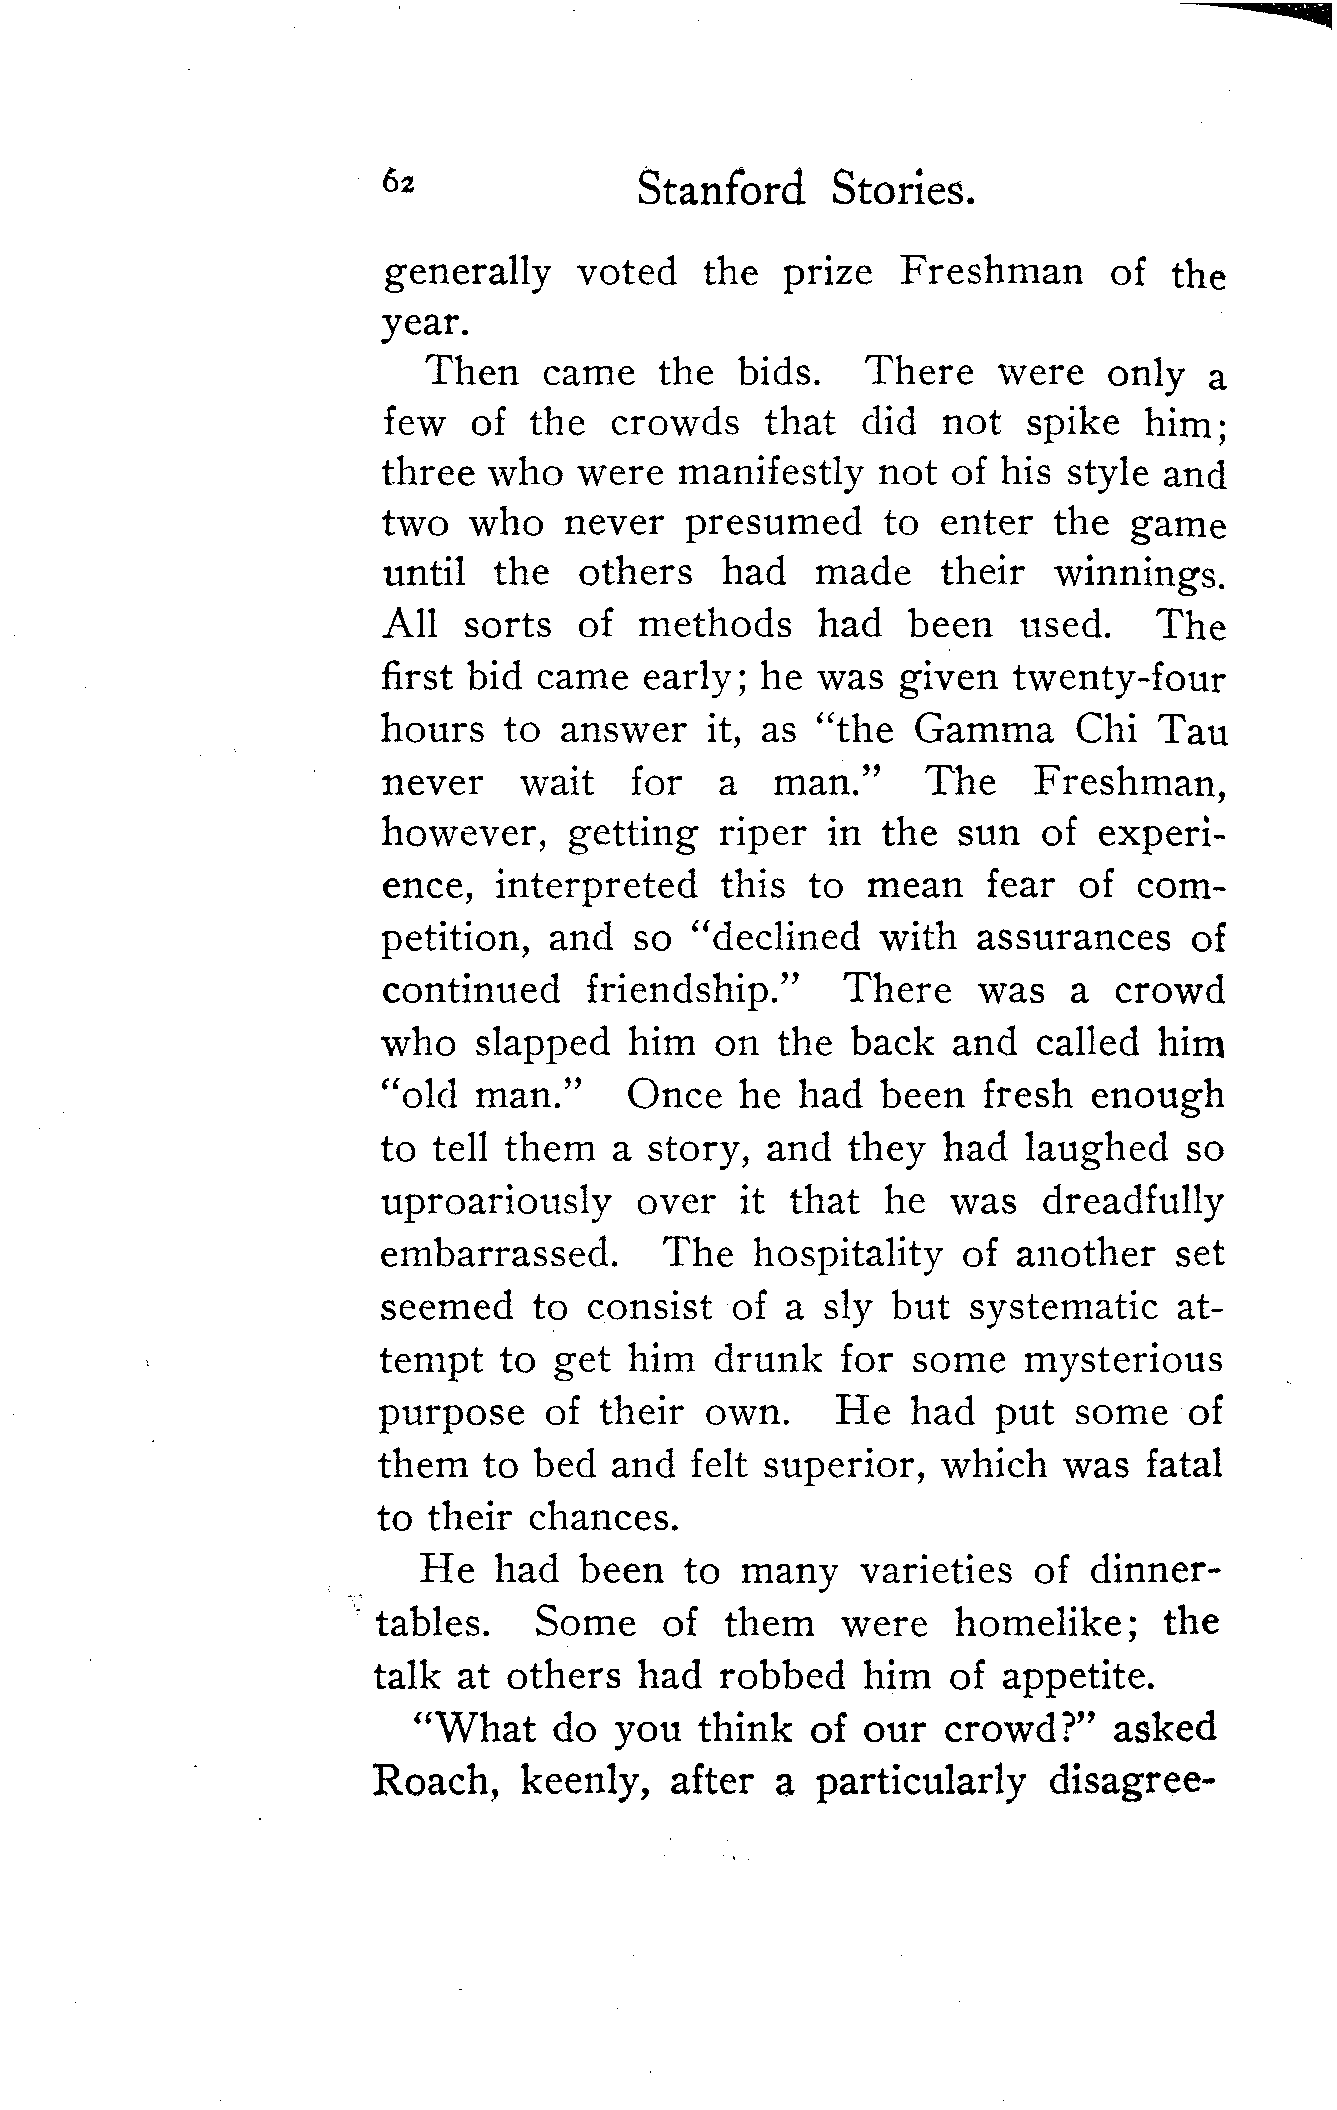 62 Stanford Stories.
generally voted the prize Freshman of the
year.
Then came the bids. There were only a
few of the crowds that did not spike him;
three who were manifestly not of his style and
two who never presumed to enter the game
until the others had made their winnings.
All sorts of methods had been used. The
first bid came early; he was given twenty-four
hours to answer it, as “the Gamma Chi Tau
never wait for a man.” The Freshman,
however, getting riper in the sun of experi-
ence, interpreted this to mean fear of com-
petition, and so “declined with assurances of
continued friendship.” There was a crowd
who slapped him on the back and called him
“old man.” Once he had been fresh enough
to tell them a story, and they had laughed so
uproariously over it that he was dreadfully
embarrassed. The hospitality of another set
seemed to consist of a sly but systematic at-
tempt to get him drunk for some mysterious
purpose of their own. He had put some of
them to bed and felt superior, which was fatal
to their chances.
He had been to many varieties of dinner-
tables. Some of them were homelike; the
talk at others had robbed him of appetite.
“What do you think of our crowd?” asked
Roach, keenly, after a particularly disagree-